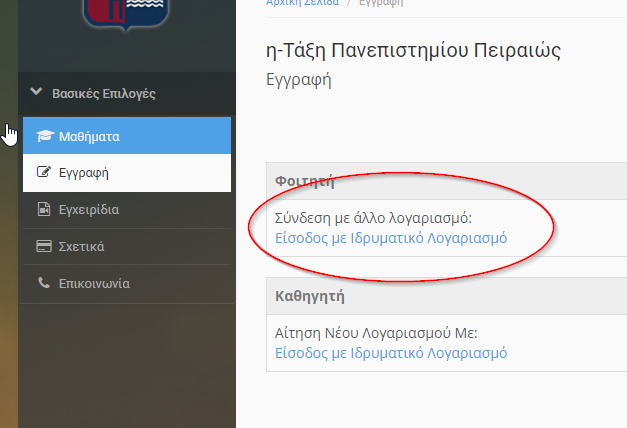 Αρχική Σελίδα / Εγγραφή
η-Τάξη Πανεπιστημίου Πειραιώς
Εγγραφή
Βασικές Επιλογές
Μαθήματα
Εγγραφή
Εγχειρίδια
Σχετικά
Επικοινωνία
Φοιτητή
Σύνδεση με άλλο λογαριασμό:
Είσοδος με Ιδρυματικό Λογαριασμό
Καθηγητή
Αίτηση Νέου Λογαριασμού Με:
Είσοδος με Ιδρυματικό Λογαριασμό